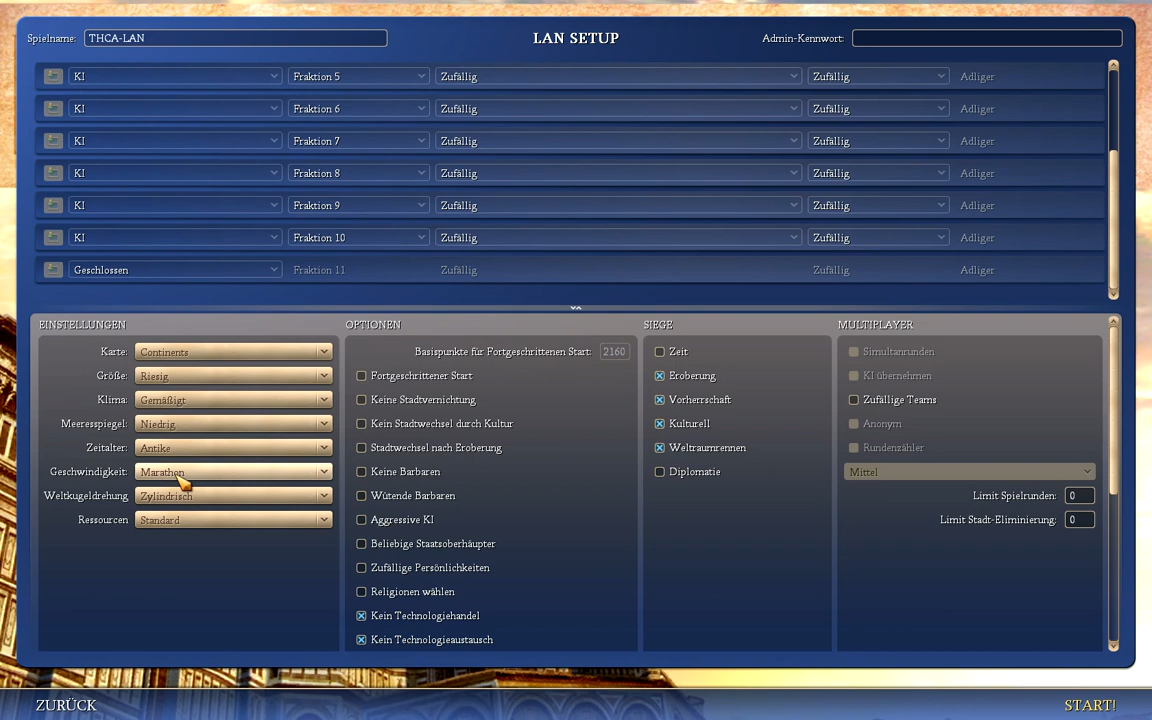 Spielname: THCA-LAN LAN SETUP Admin-Kennwort:
KI Fraktion 5 Zufällig Zufällig Adliger
KI Fraktion 6 Zufällig Zufällig Adliger
KI Fraktion 7 Zufällig Zufällig Adliger
KI Fraktion 8 Zufällig Zufällig Adliger
KI Fraktion 9 Zufällig Zufällig Adliger
KI Fraktion 10 Zufällig Zufällig Adliger
Geschlossen Fraktion 11 Zufällig Zufällig Adliger
EINSTELLUNGEN
Karte: Continents
Größe: Riesig
Klima: Gemäßigt
Meeresspiegel: Niedrig
Zeitalter: Antike
Geschwindigkeit: Marathon
Weltkugeldrehung Zylindrisch
Ressourcen Standard
OPTIONEN
Basispunkte für Fortgeschrittenen Start: 2160
Fortgeschrittener Start
Keine Stadtvernichtung
Kein Stadtwechsel durch Kultur
Stadtwechsel nach Eroberung
Keine Barbaren
Wütende Barbaren
Aggressive KI
Beliebige Staatsoberhäupter
Zufällige Persönlichkeiten
Religionen wählen
Kein Technologiehandel
Kein Technologieaustausch
SIEGE
Zeit
Eroberung
Vorherrschaft
Kulturell
Weltraumrennen
Diplomatie
MULTIPLAYER
Simultanrunden
KI übernehmen
Zufällige Teams
Anonym
Rundenzähler
Mittel
Limit Spielrunden: 0
Limit Stadt-Eliminierung: 0
ZURÜCK START!